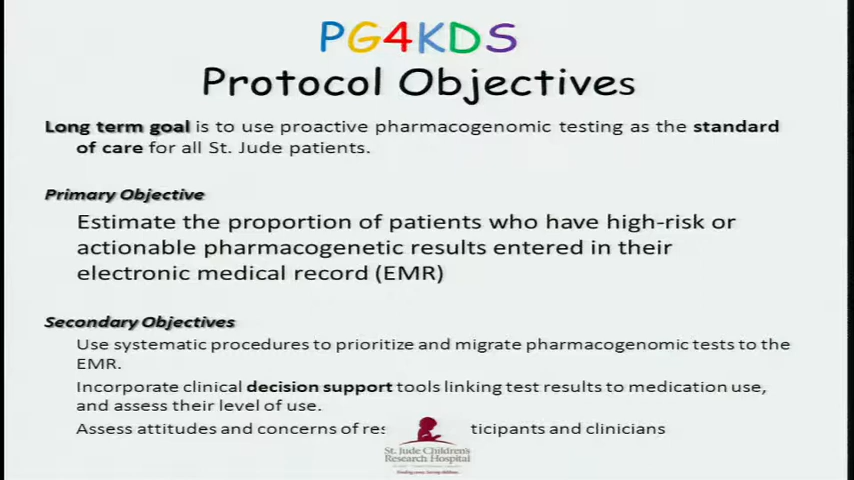 PG4KDS
Protocol Objectives
Long term goal is to use proactive pharmacogenomic testing as the standard
of care for all St. Jude patients.
Primary Objective
Estimate the proportion of patients who have high-risk or
actionable pharmacogenetic results entered in their
electronic medical record (EMR)
Secondary Objectives
Use systematic procedures to prioritize and migrate pharmacogenomic tests to the
EMR.
Incorporate clinical decision support tools linking test results to medication use,
and assess their level of use.
Assess attitudes and concerns of res ticipants and clinicians
St. Jude Children's
Research Hospital